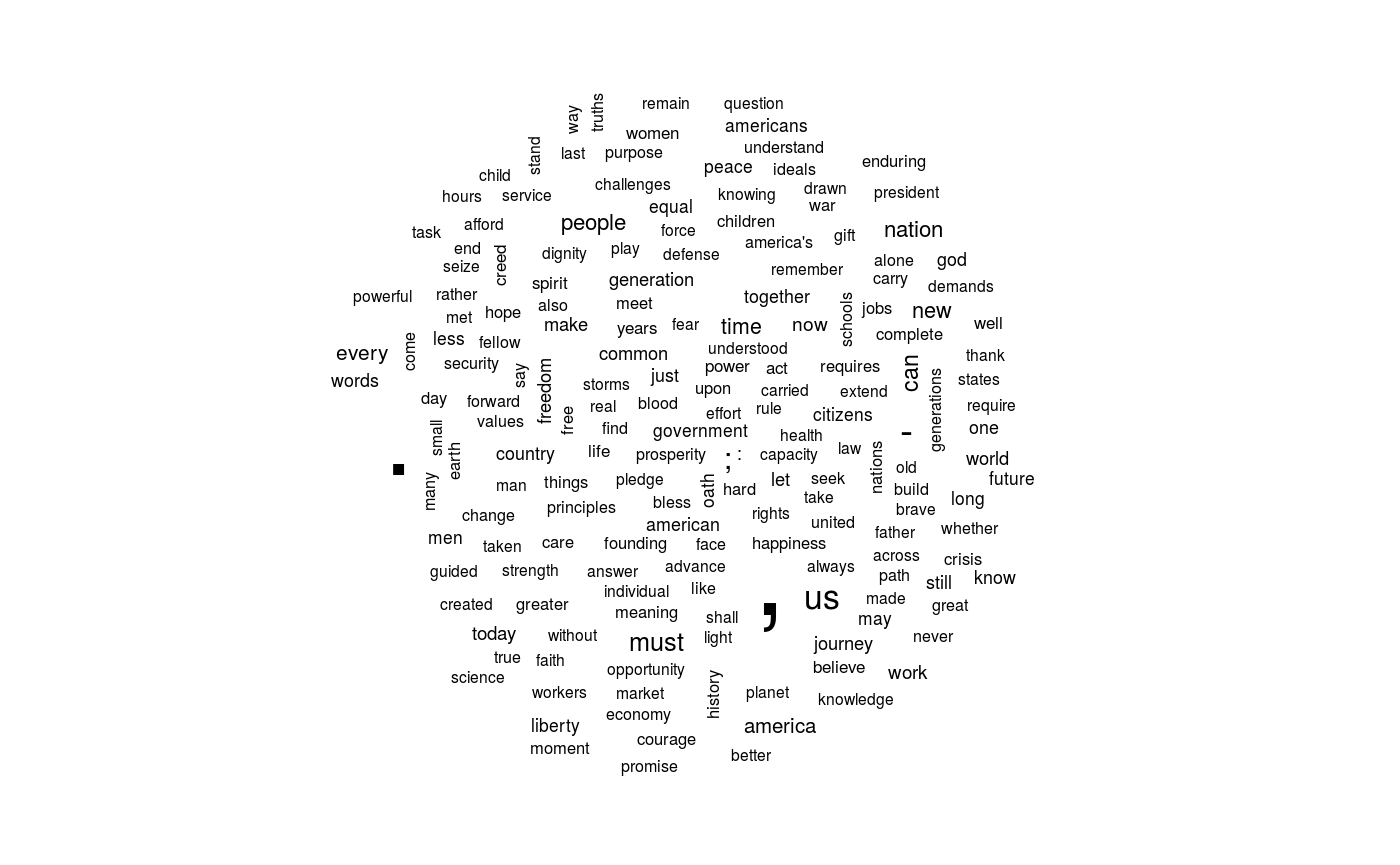 way truths remain question
stand women americans
last purpose understand
child peace ideals enduring
hours service challenges knowing drawn president
equal war
task afford people force children nation
end dignity play defense america's gift
seize creed remember alone god
spirit generation carry demands
powerful rather also meet together schools jobs new
met hope make years fear time now complete well
every come less fellow common understood can thank
words security say freedom storms just power act requires states
day forward free real blood upon carried extend generations require
values find effort rule citizens
small government health - one
. earth country life prosperity ; : capacity law nations world
many man things pledge oath hard let seek old future
change principles bless take build long
american rights united brave
men taken care founding face happiness father whether
guided strength answer advance always across crisis
created greater individual like path still know
meaning shall , us made great
today without must light journey may never
true faith opportunity believe work
science workers market history planet knowledge
liberty economy america
moment courage better
promise